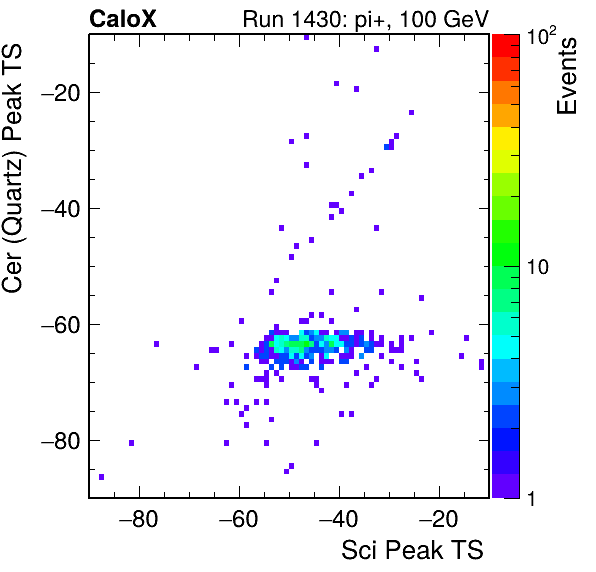 CaloX Run 1430: pi+, 100 GeV
Cer (Quartz) Peak TS
−20
−40
−60
−80
−80 −60 −40 −20
Sci Peak TS
10²
10
1
Events